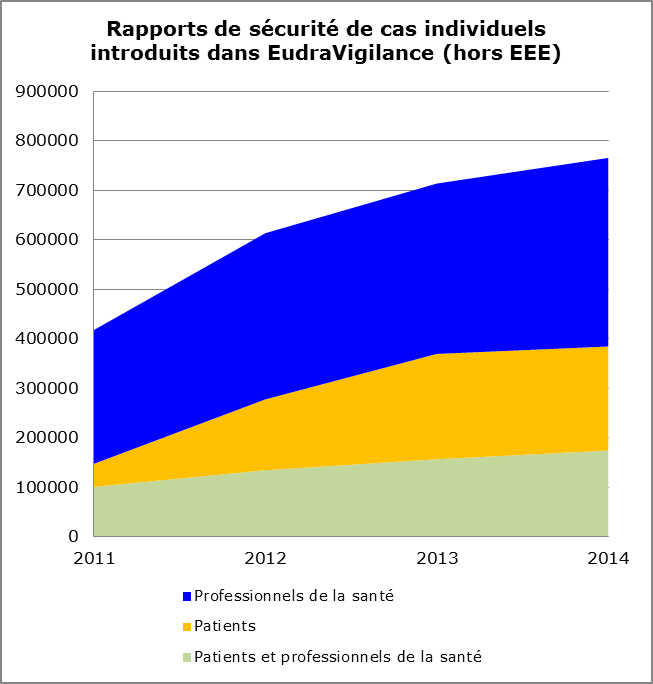 Rapports de sécurité de cas individuels
introduits dans EudraVigilance (hors EEE)
900000
800000
700000
600000
500000
400000
300000
200000
100000
0
2011 2012 2013 2014
Professionnels de la santé
Patients
Patients et professionnels de la santé